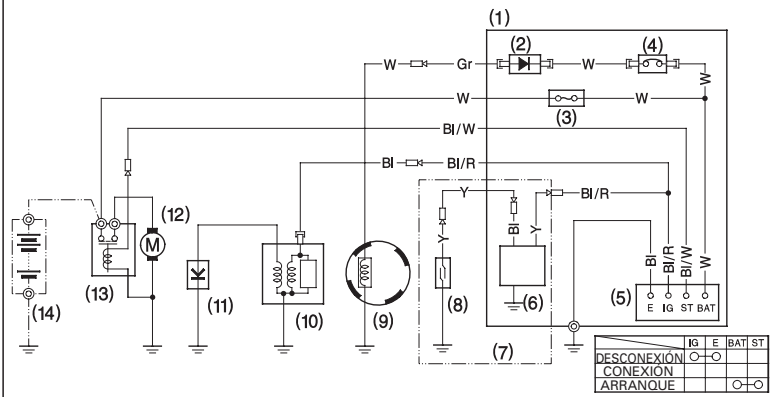 (1)
(2)
(4)
W
Gr
W
W
W
W
(3)
W
Bl/W
Bl
Bl/R
Y
Bl/R
Y
Bl
Y
Bl
Bl/R
Bl/W
W
(12)
M
(14)
(13)
(11)
(10)
(9)
(8)
(6)
(5)
E IG ST BAT
(7)
IG E BAT ST
DESCONEXIÓN
CONEXIÓN
ARRANQUE